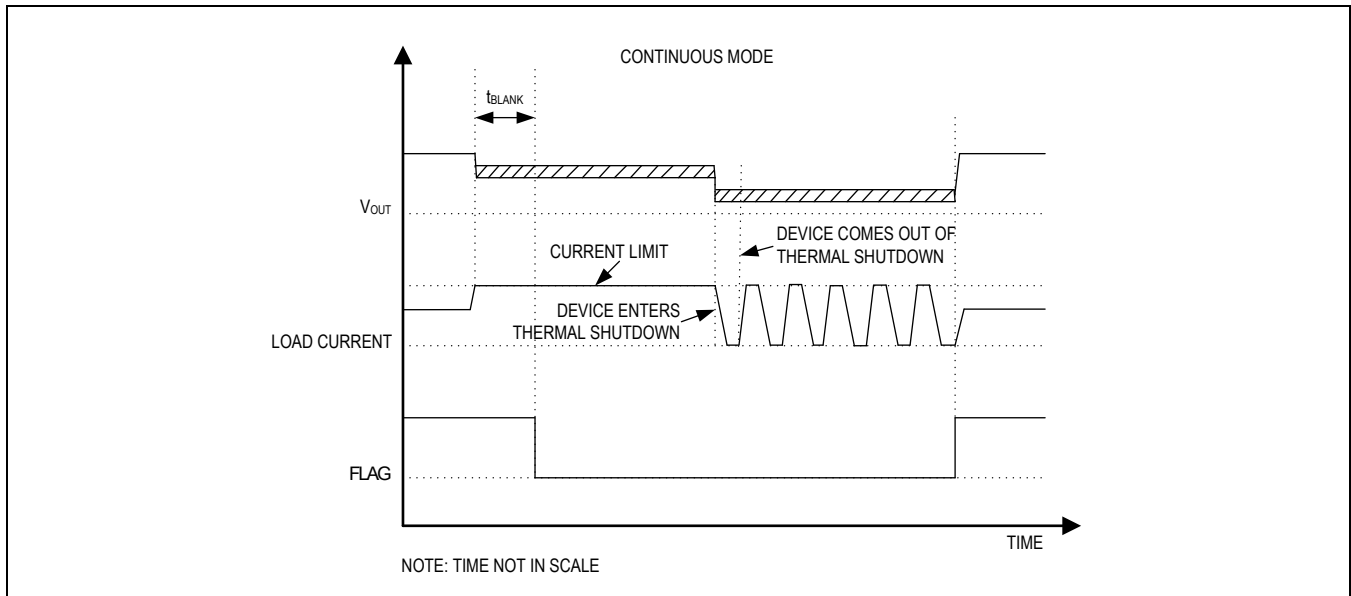 CONTINUOUS MODE
tBLANK
VOUT
DEVICE COMES OUT OF
THERMAL SHUTDOWN
CURRENT LIMIT
DEVICE ENTERS
THERMAL SHUTDOWN
LOAD CURRENT
FLAG
TIME
NOTE: TIME NOT IN SCALE